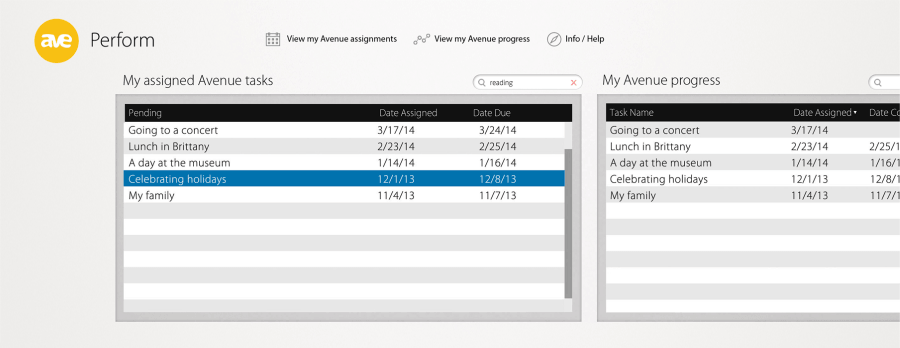 ave Perform
View my Avenue assignments
View my Avenue progress
Info / Help
My assigned Avenue tasks
reading
Pending Date Assigned Date Due
Going to a concert 3/17/14 3/24/14
Lunch in Brittany 2/23/14 2/25/14
A day at the museum 1/14/14 1/16/14
Celebrating holidays 12/1/13 12/8/13
My family 11/4/13 11/7/13
My Avenue progress
Task Name Date Assigned Date Co
Going to a concert 3/17/14
Lunch in Brittany 2/23/14 2/25/1
A day at the museum 1/14/14 1/16/1
Celebrating holidays 12/1/13 12/8/1
My family 11/4/13 11/7/1